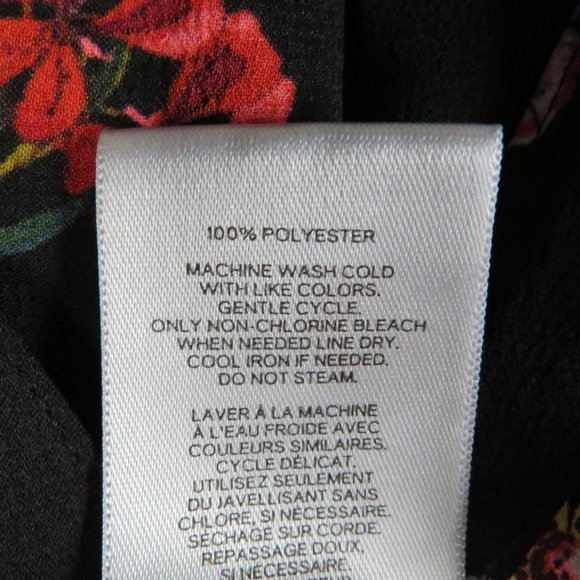 100% POLYESTER
MACHINE WASH COLD
WITH LIKE COLORS.
GENTLE CYCLE.
ONLY NON-CHLORINE BLEACH
WHEN NEEDED LINE DRY.
COOL IRON IF NEEDED.
DO NOT STEAM.
LAVER À LA MACHINE
À L'EAU FROIDE AVEC
COULEURS SIMILAIRES.
CYCLE DÉLICAT.
UTILISEZ SEULEMENT
DU JAVELLISANT SANS
CHLORE, SI NÉCESSAIRE.
SÉCHAGE SUR CORDE.
REPASSAGE DOUX,
SI NÉCESSAIRE.